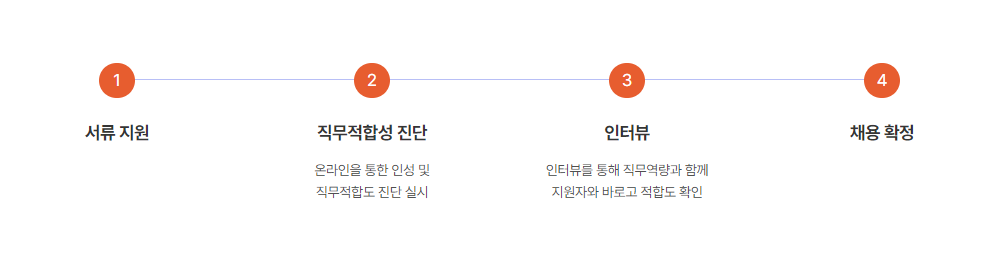 1
2
3
4
서류 지원
직무적합성 진단
인터뷰
채용 확정
온라인을 통한 인성 및
직무적합도 진단 실시
인터뷰를 통해 직무역량과 함께
지원자와 바로고 적합도 확인